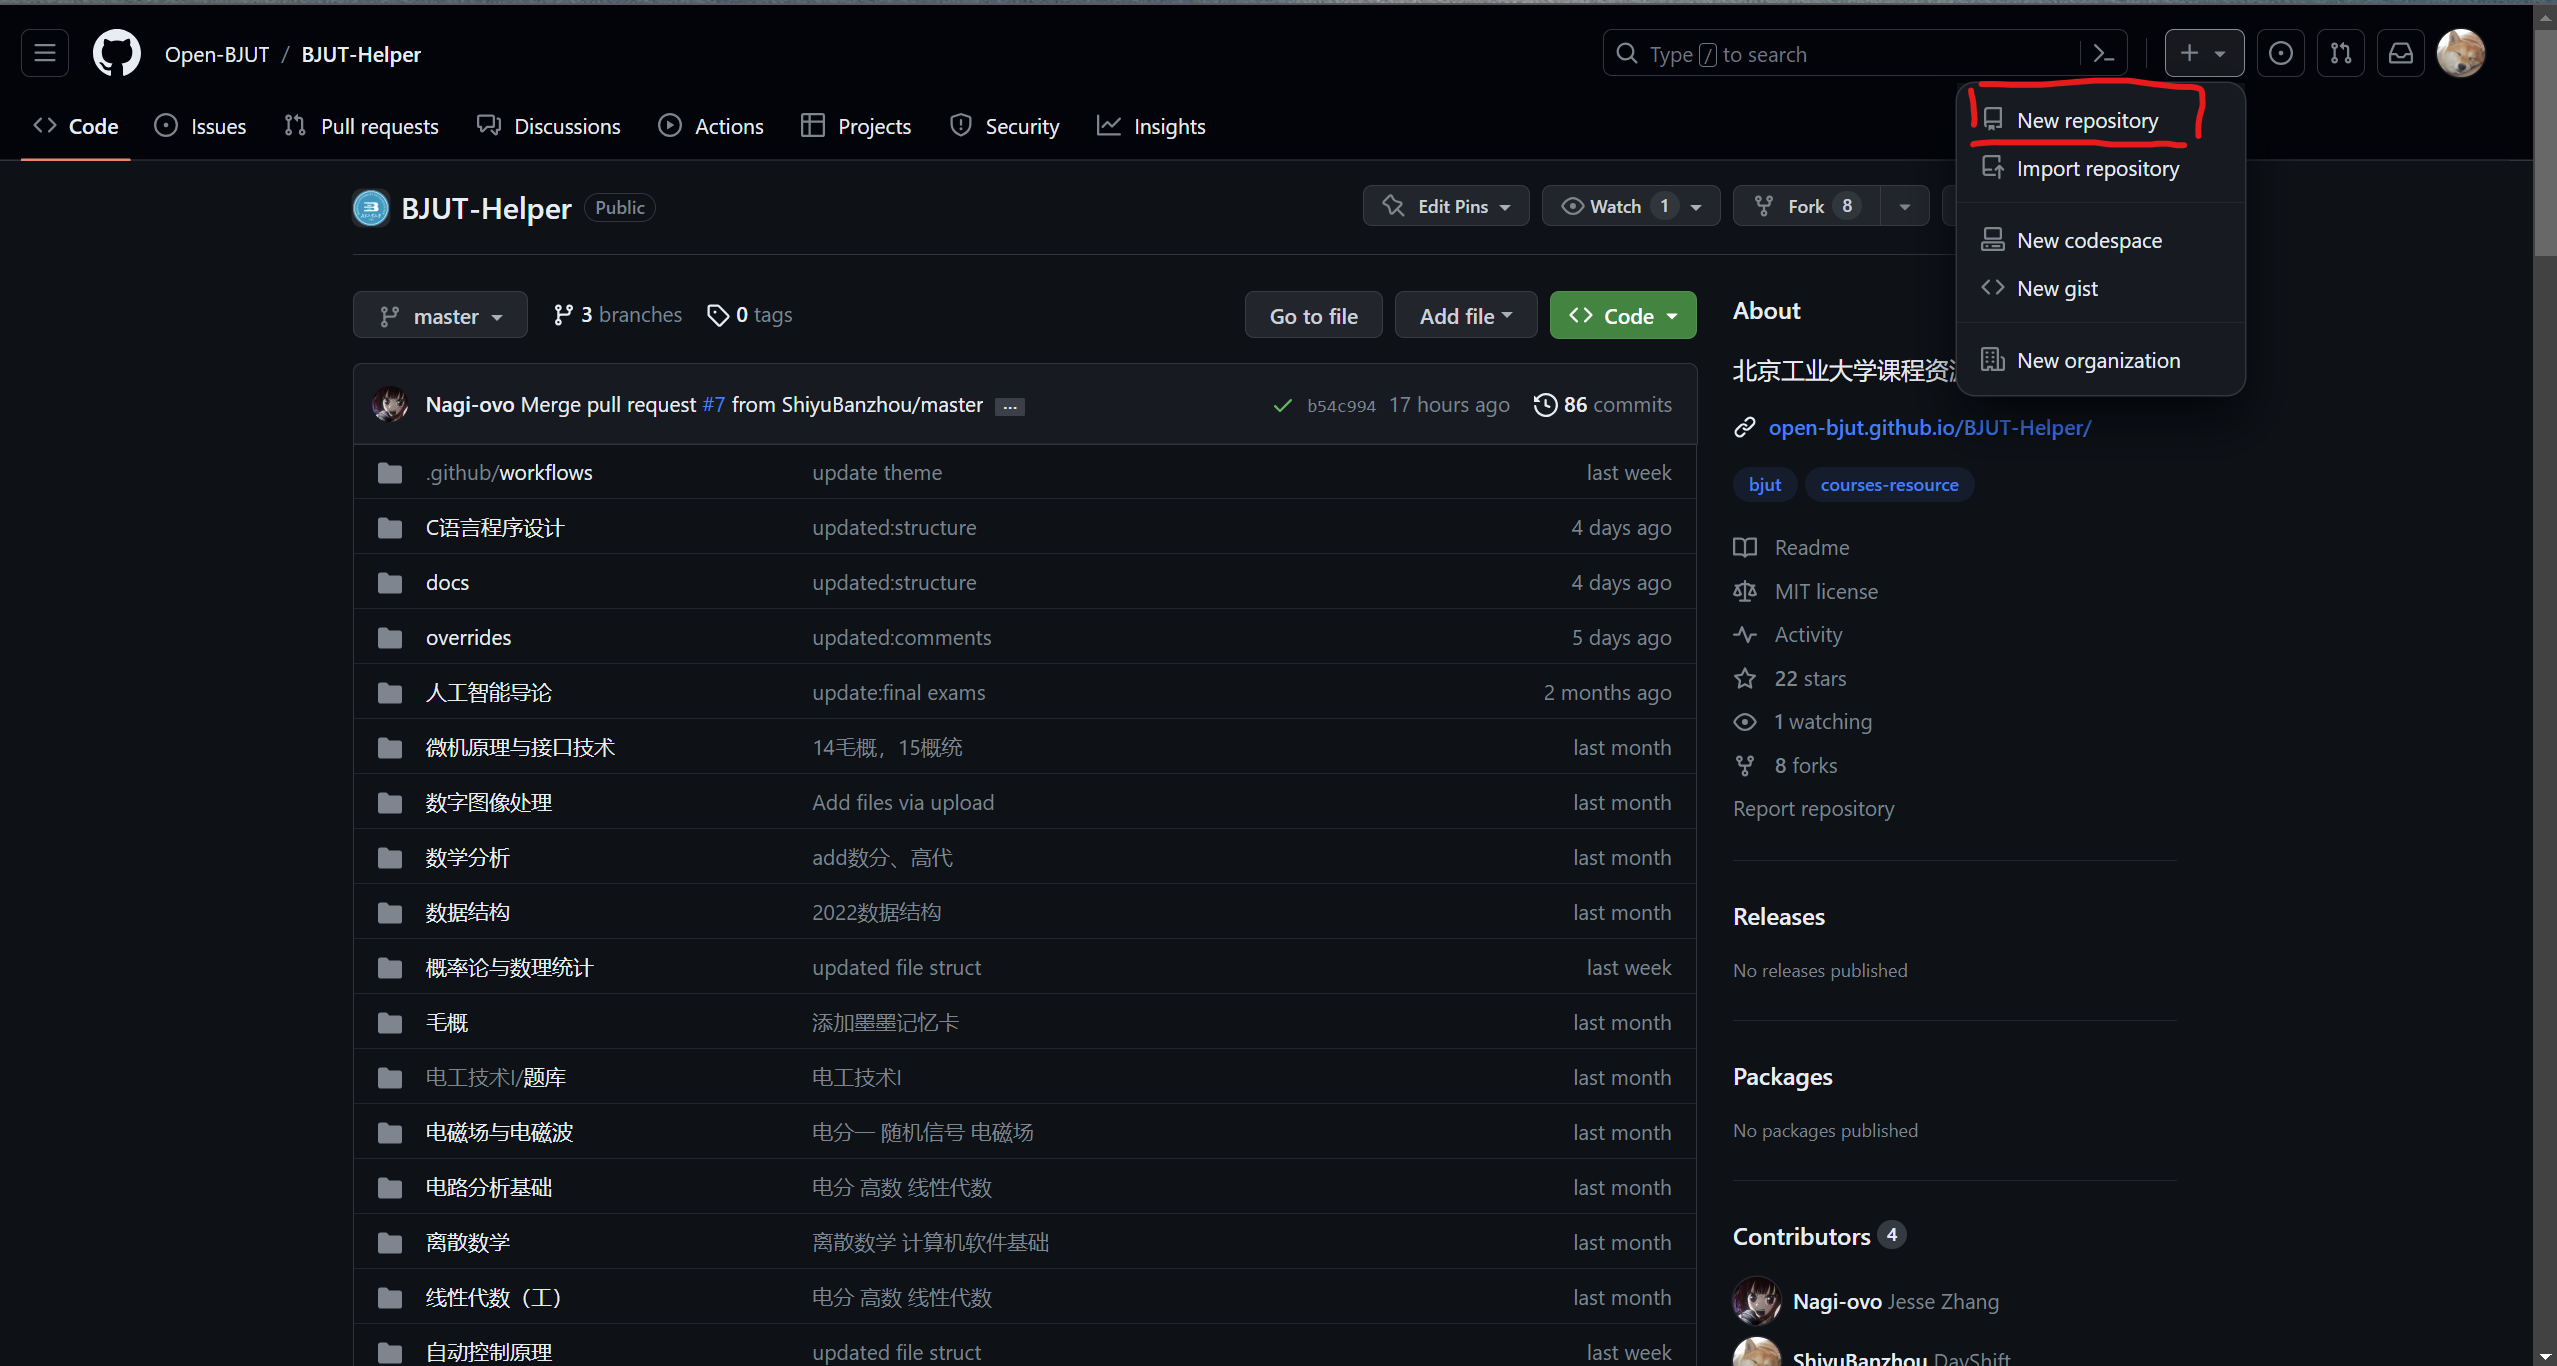 Open-BJUT / BJUT-Helper
Type / to search
Code
Issues
Pull requests
Discussions
Actions
Projects
Security
Insights
New repository
Import repository
New codespace
New gist
New organization
BJUT-Helper Public
Edit Pins
Watch 1
Fork 8
master
3 branches
0 tags
Go to file
Add file
Code
Nagi-ovo Merge pull request #7 from ShiyuBanzhou/master ... b54c994 17 hours ago 86 commits
.github/workflows update theme last week
C语言程序设计 updated:structure 4 days ago
docs updated:structure 4 days ago
overrides updated:comments 5 days ago
人工智能导论 update:final exams 2 months ago
微机原理与接口技术 14毛概，15概统 last month
数字图像处理 Add files via upload last month
数学分析 add数分、高代 last month
数据结构 2022数据结构 last month
概率论与数理统计 updated file struct last week
毛概 添加墨墨记忆卡 last month
电工技术I/题库 电工技术I last month
电磁场与电磁波 电分一 随机信号 电磁场 last month
电路分析基础 电分 高数 线性代数 last month
离散数学 离散数学 计算机软件基础 last month
线性代数（工） 电分 高数 线性代数 last month
自动控制原理 updated file struct last week
About
北京工业大学课程资
open-bjut.github.io/BJUT-Helper/
bjut courses-resource
Readme
MIT license
Activity
22 stars
1 watching
8 forks
Report repository
Releases
No releases published
Packages
No packages published
Contributors 4
Nagi-ovo Jesse Zhang
ShiyuBanzhou DayShift